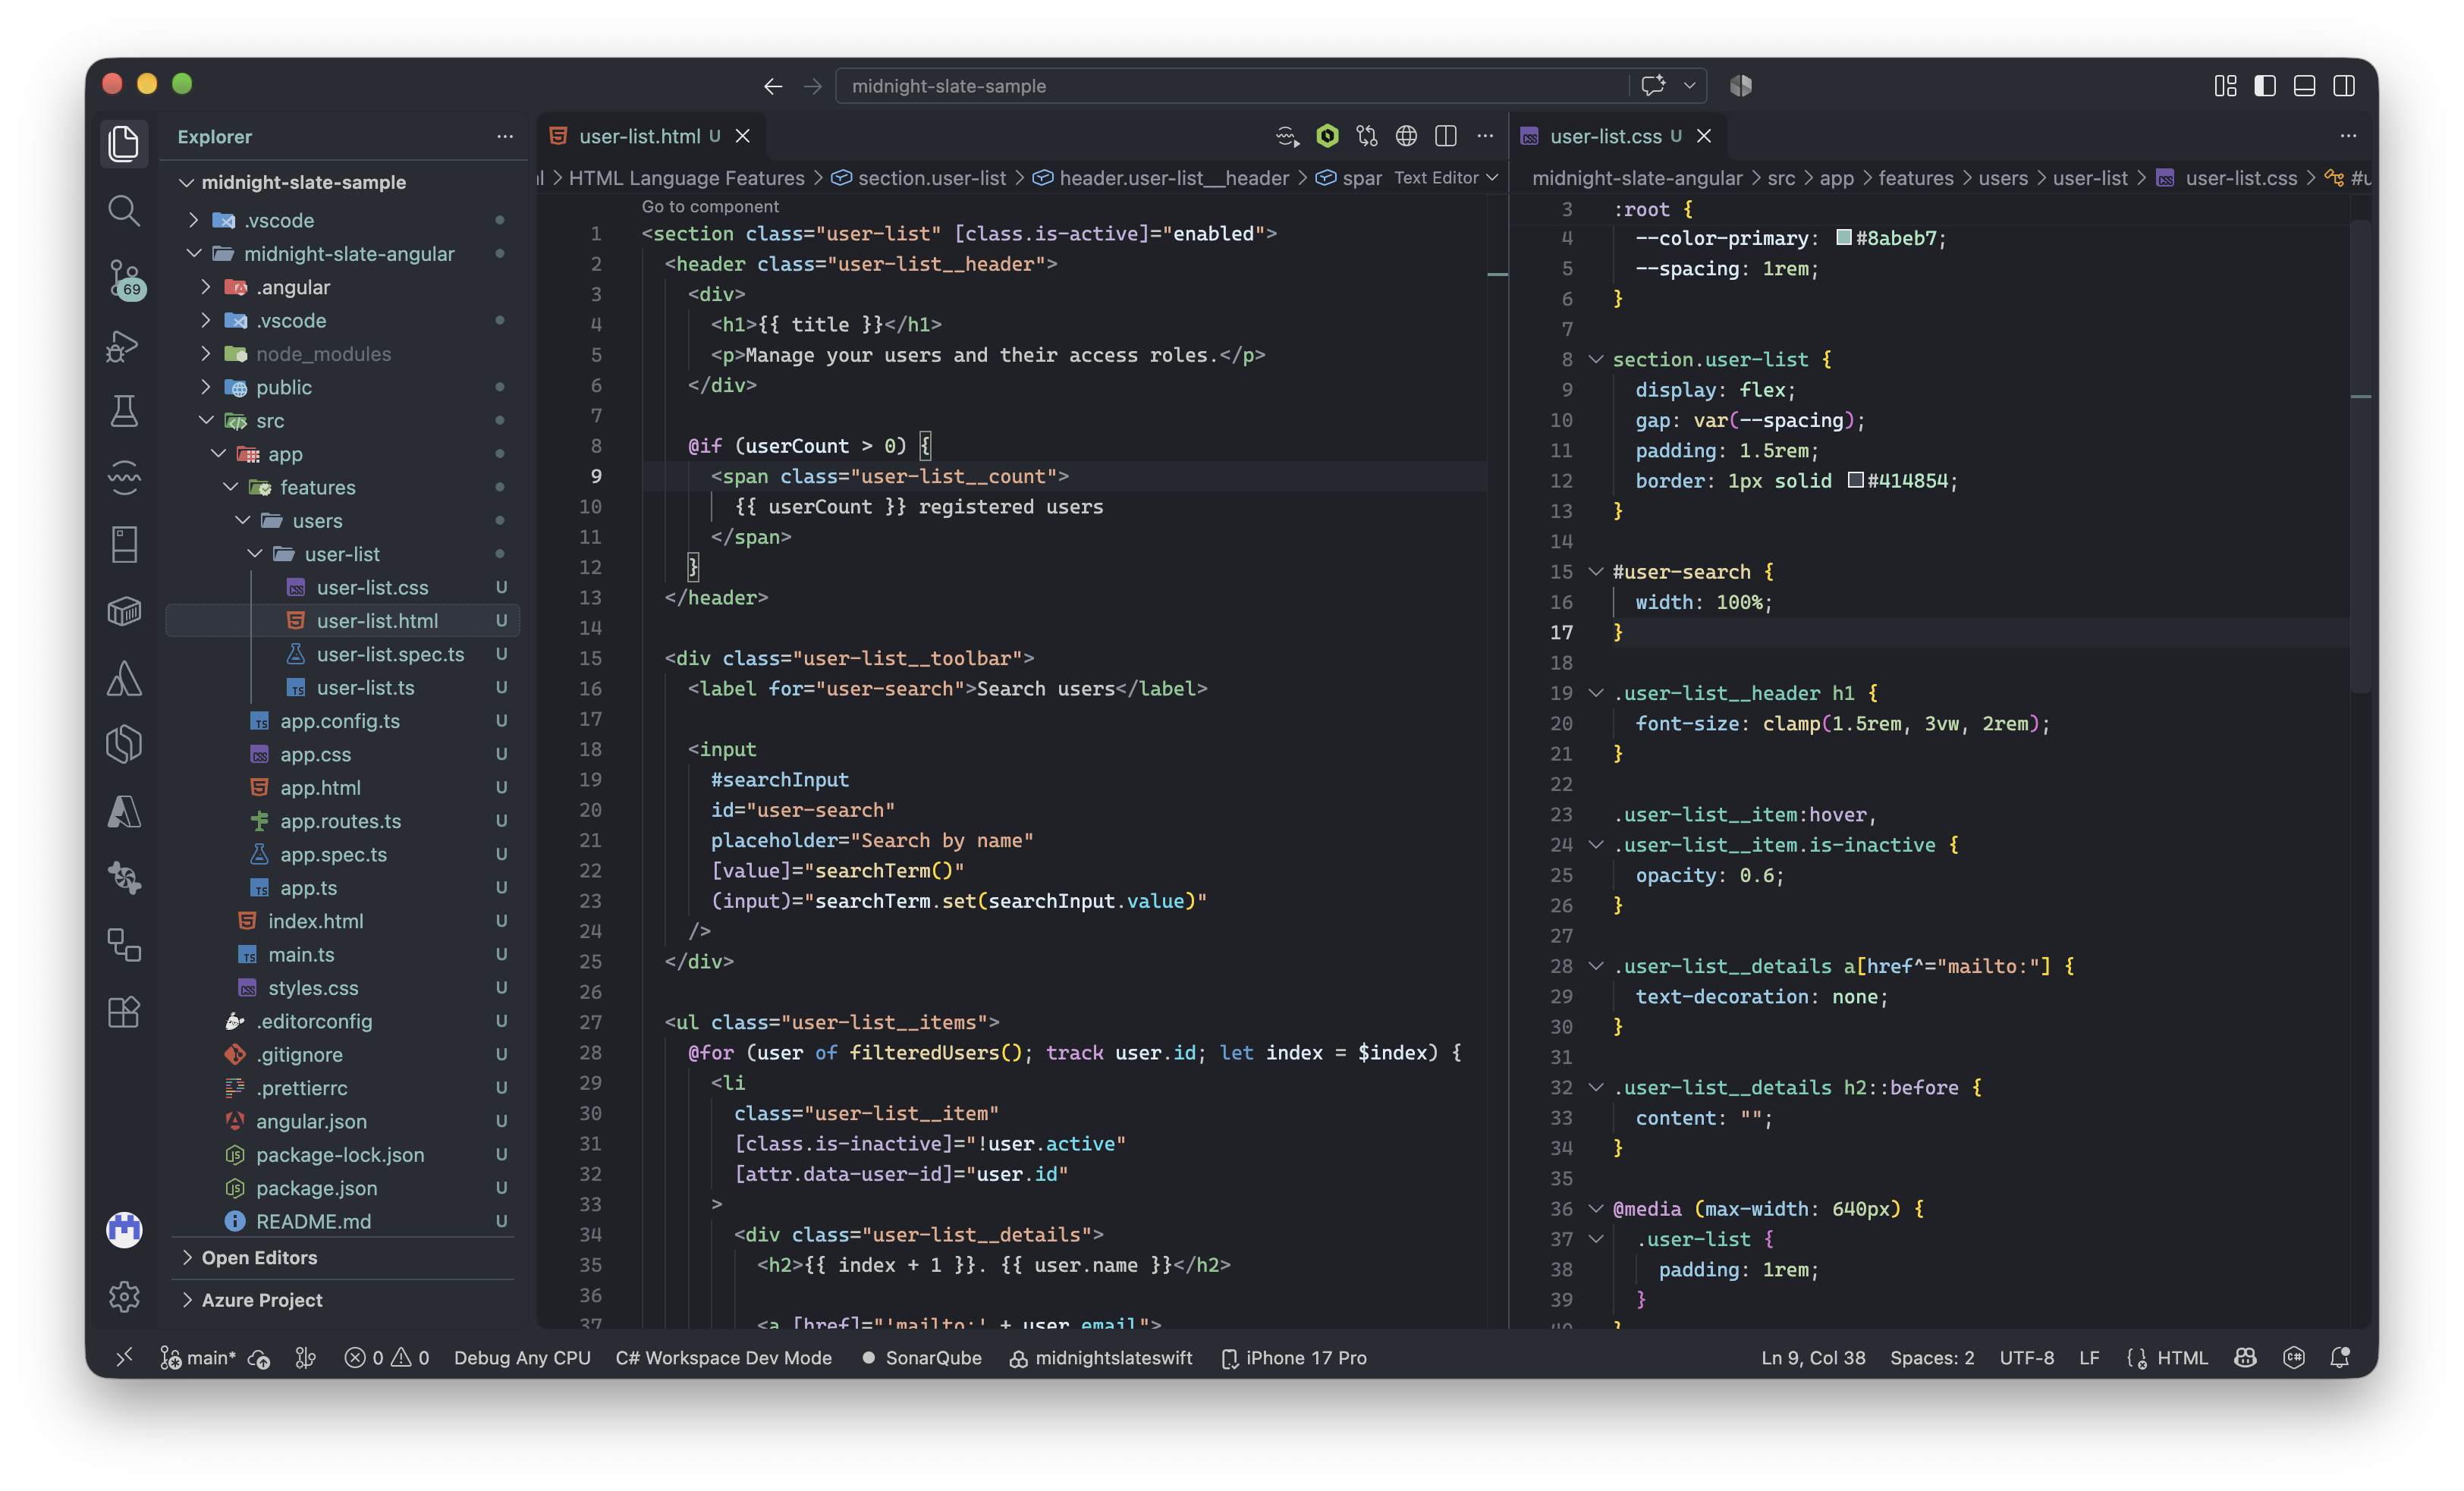 midnight-slate-sample
Explorer
midnight-slate-sample
.vscode
midnight-slate-angular
.angular
.vscode
node_modules
public
src
app
features
users
user-list
user-list.css U
user-list.html U
user-list.spec.ts U
user-list.ts U
app.config.ts U
app.css U
app.html U
app.routes.ts U
app.spec.ts U
app.ts U
index.html U
main.ts U
styles.css U
.editorconfig U
.gitignore U
.prettierrc U
angular.json U
package-lock.json U
package.json U
README.md U
Open Editors
Azure Project
69
user-list.html U
HTML Language Features > section.user-list > header.user-list__header > spar Text Editor
Go to component
1 <section class="user-list" [class.is-active]="enabled">
2 <header class="user-list__header">
3 <div>
4 <h1>{{ title }}</h1>
5 <p>Manage your users and their access roles.</p>
6 </div>
7
8 @if (userCount > 0) {
9 <span class="user-list__count">
10 {{ userCount }} registered users
11 </span>
12 }
13 </header>
14
15 <div class="user-list__toolbar">
16 <label for="user-search">Search users</label>
17
18 <input
19 #searchInput
20 id="user-search"
21 placeholder="Search by name"
22 [value]="searchTerm()"
23 (input)="searchTerm.set(searchInput.value)"
24 />
25 </div>
26
27 <ul class="user-list__items">
28 @for (user of filteredUsers(); track user.id; let index = $index) {
29 <li
30 class="user-list__item"
31 [class.is-inactive]="!user.active"
32 [attr.data-user-id]="user.id"
33 >
34 <div class="user-list__details">
35 <h2>{{ index + 1 }}. {{ user.name }}</h2>
36
37 <a [href]="'mailto:' + user.email">
user-list.css U
midnight-slate-angular > src > app > features > users > user-list > user-list.css > #u
3 :root {
4 --color-primary: #8abeb7;
5 --spacing: 1rem;
6 }
7
8 section.user-list {
9 display: flex;
10 gap: var(--spacing);
11 padding: 1.5rem;
12 border: 1px solid #414854;
13 }
14
15 #user-search {
16 width: 100%;
17 }
18
19 .user-list__header h1 {
20 font-size: clamp(1.5rem, 3vw, 2rem);
21 }
22
23 .user-list__item:hover,
24 .user-list__item.is-inactive {
25 opacity: 0.6;
26 }
27
28 .user-list__details a[href^="mailto:"] {
29 text-decoration: none;
30 }
31
32 .user-list__details h2::before {
33 content: "";
34 }
35
36 @media (max-width: 640px) {
37 .user-list {
38 padding: 1rem;
39 }
40 }
main* 0 0 Debug Any CPU C# Workspace Dev Mode SonarQube midnightslateswift iPhone 17 Pro Ln 9, Col 38 Spaces: 2 UTF-8 LF HTML